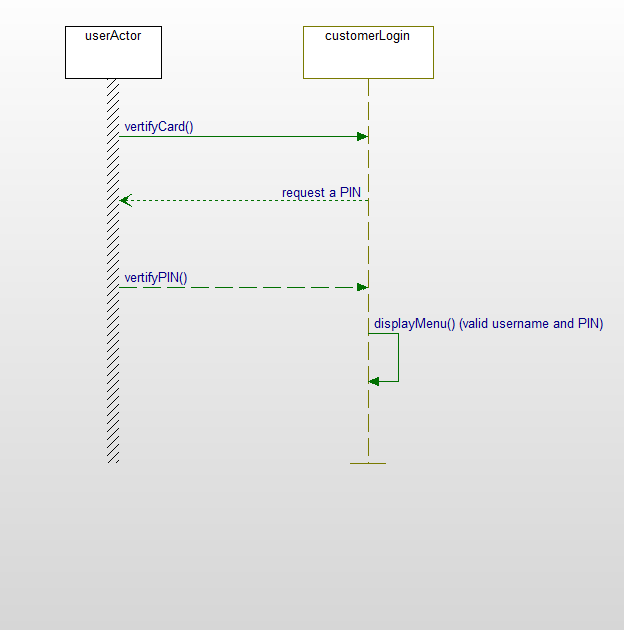 userActor
customerLogin
vertifyCard()
request a PIN
vertifyPIN()
displayMenu() (valid username and PIN)